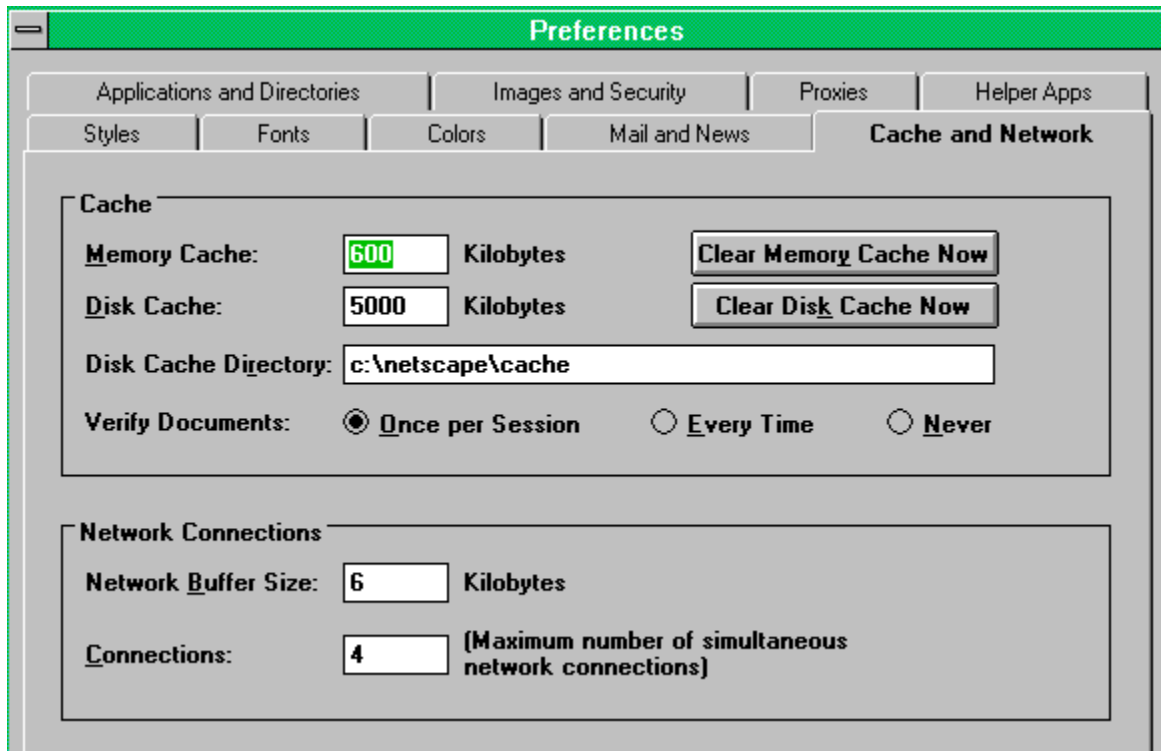 Preferences
Applications and Directories Images and Security Proxies Helper Apps
Styles Fonts Colors Mail and News Cache and Network
Cache
Memory Cache: 600 Kilobytes Clear Memory Cache Now
Disk Cache: 5000 Kilobytes Clear Disk Cache Now
Disk Cache Directory: c:\netscape\cache
Verify Documents: Once per Session Every Time Never
Network Connections
Network Buffer Size: 6 Kilobytes
Connections: 4 (Maximum number of simultaneous
network connections)